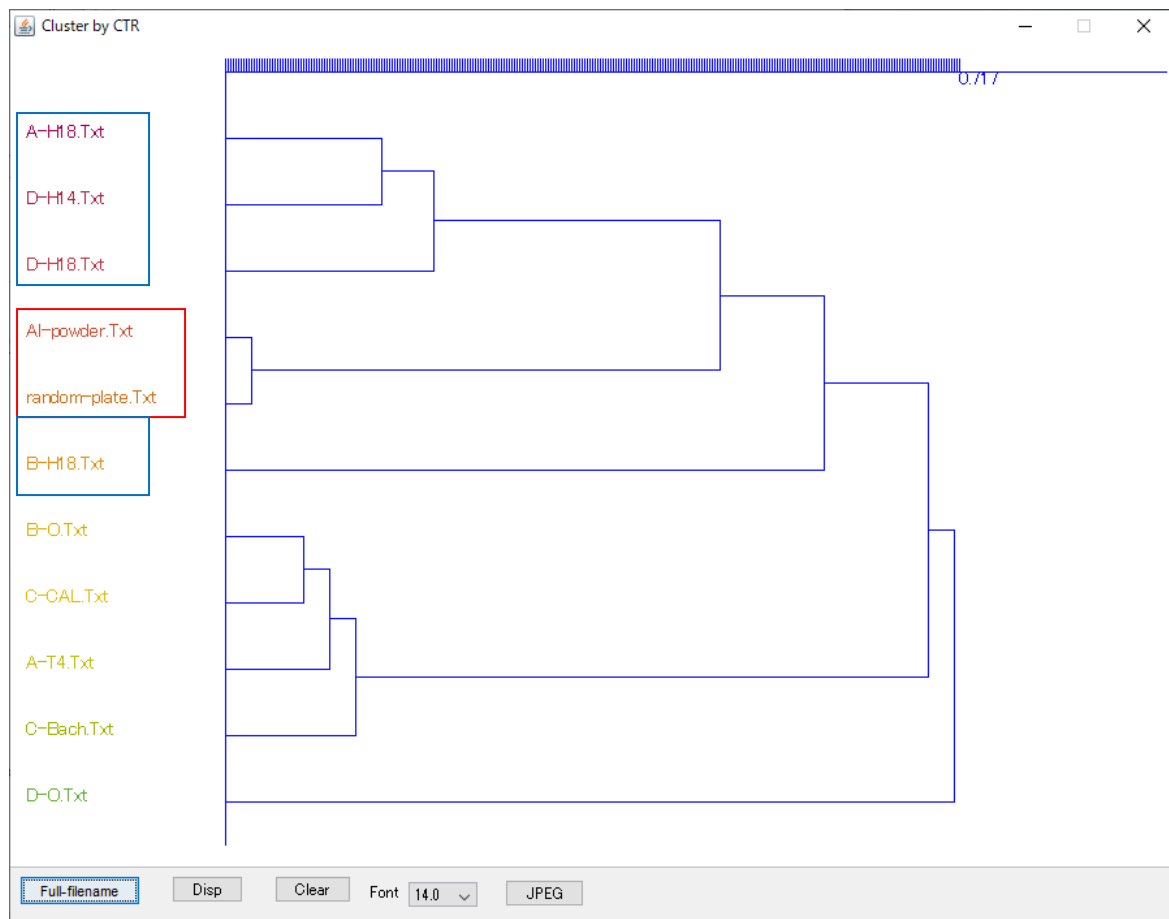 Cluster by CTR
0.717
A-H18.Txt
D-H14.Txt
D-H18.Txt
Al-powder.Txt
random-plate.Txt
B-H18.Txt
B-O.Txt
C-CAL.Txt
A-T4.Txt
C-Bach.Txt
D-O.Txt
Full-filename Disp Clear Font 14.0 JPEG